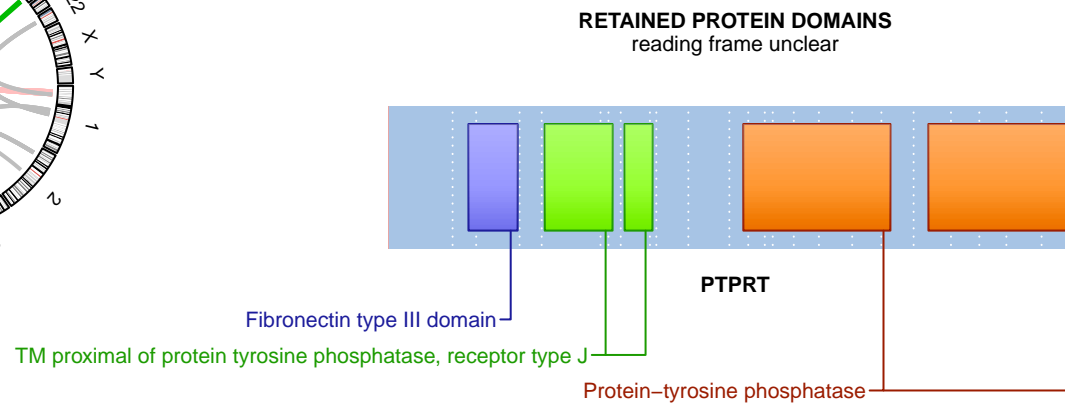 RETAINED PROTEIN DOMAINS
reading frame unclear
22
X
Y
1
2
PTPRT
Fibronectin type III domain
TM proximal of protein tyrosine phosphatase, receptor type J
Protein−tyrosine phosphatase